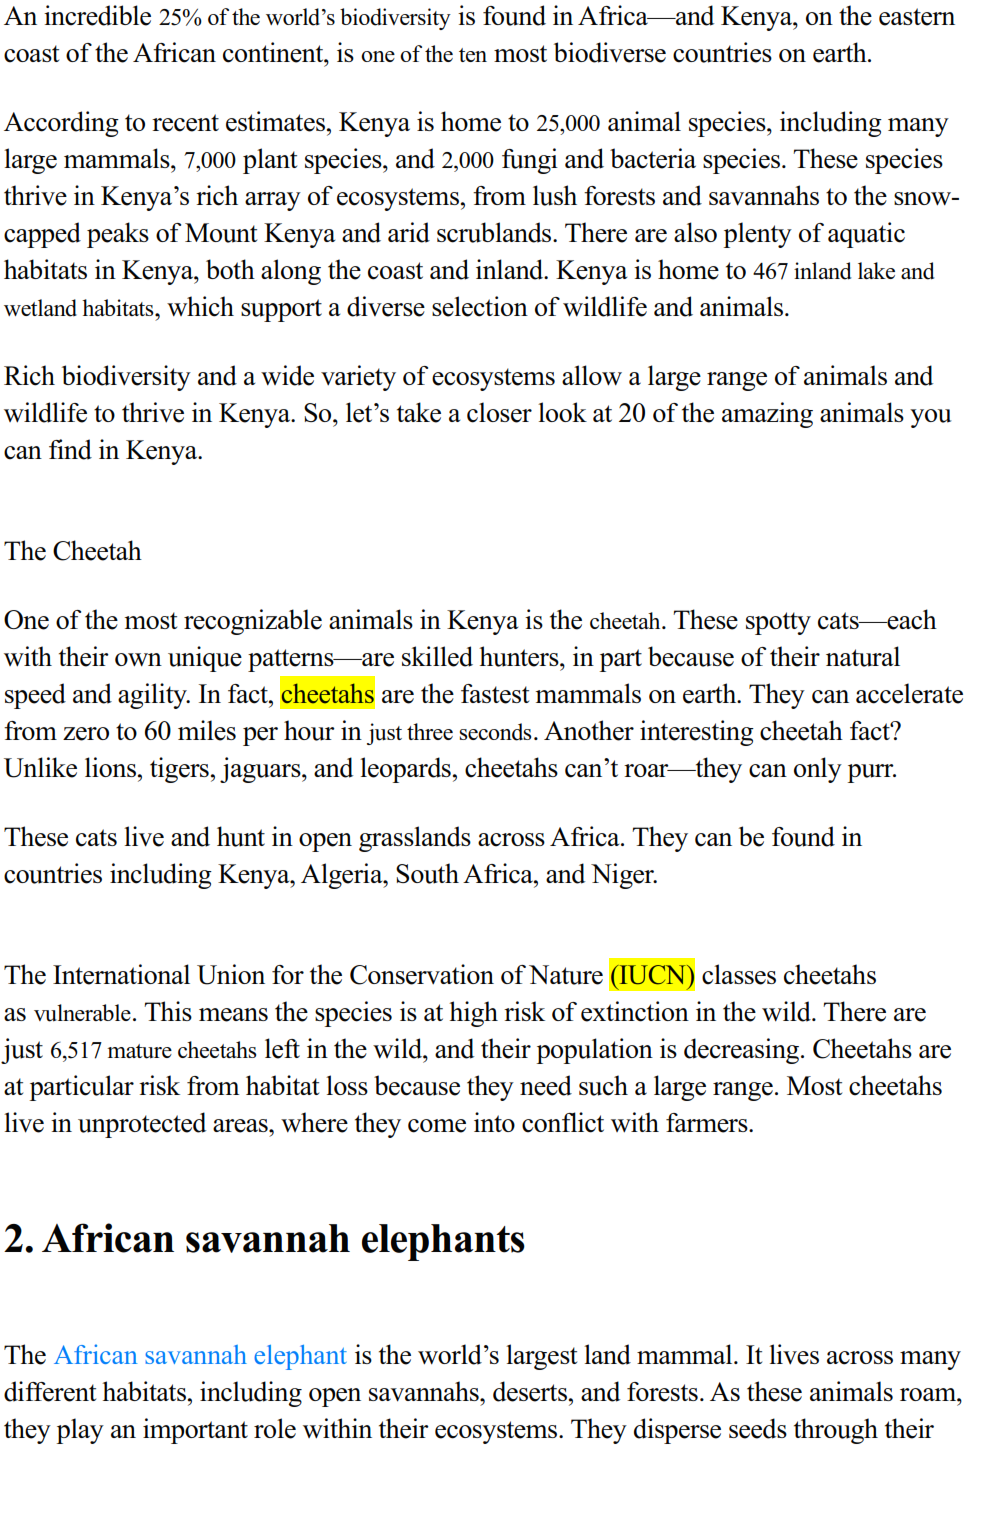 An incredible 25% of the world’s biodiversity is found in Africa—and Kenya, on the eastern
coast of the African continent, is one of the ten most biodiverse countries on earth.
According to recent estimates, Kenya is home to 25,000 animal species, including many
large mammals, 7,000 plant species, and 2,000 fungi and bacteria species. These species
thrive in Kenya’s rich array of ecosystems, from lush forests and savannahs to the snow-
capped peaks of Mount Kenya and arid scrublands. There are also plenty of aquatic
habitats in Kenya, both along the coast and inland. Kenya is home to 467 inland lake and
wetland habitats, which support a diverse selection of wildlife and animals.
Rich biodiversity and a wide variety of ecosystems allow a large range of animals and
wildlife to thrive in Kenya. So, let’s take a closer look at 20 of the amazing animals you
can find in Kenya.
The Cheetah
One of the most recognizable animals in Kenya is the cheetah. These spotty cats—each
with their own unique patterns—are skilled hunters, in part because of their natural
speed and agility. In fact, cheetahs are the fastest mammals on earth. They can accelerate
from zero to 60 miles per hour in just three seconds. Another interesting cheetah fact?
Unlike lions, tigers, jaguars, and leopards, cheetahs can’t roar—they can only purr.
These cats live and hunt in open grasslands across Africa. They can be found in
countries including Kenya, Algeria, South Africa, and Niger.
The International Union for the Conservation of Nature (IUCN) classes cheetahs
as vulnerable. This means the species is at high risk of extinction in the wild. There are
just 6,517 mature cheetahs left in the wild, and their population is decreasing. Cheetahs are
at particular risk from habitat loss because they need such a large range. Most cheetahs
live in unprotected areas, where they come into conflict with farmers.
2. African savannah elephants
The African savannah elephant is the world’s largest land mammal. It lives across many
different habitats, including open savannahs, deserts, and forests. As these animals roam,
they play an important role within their ecosystems. They disperse seeds through their